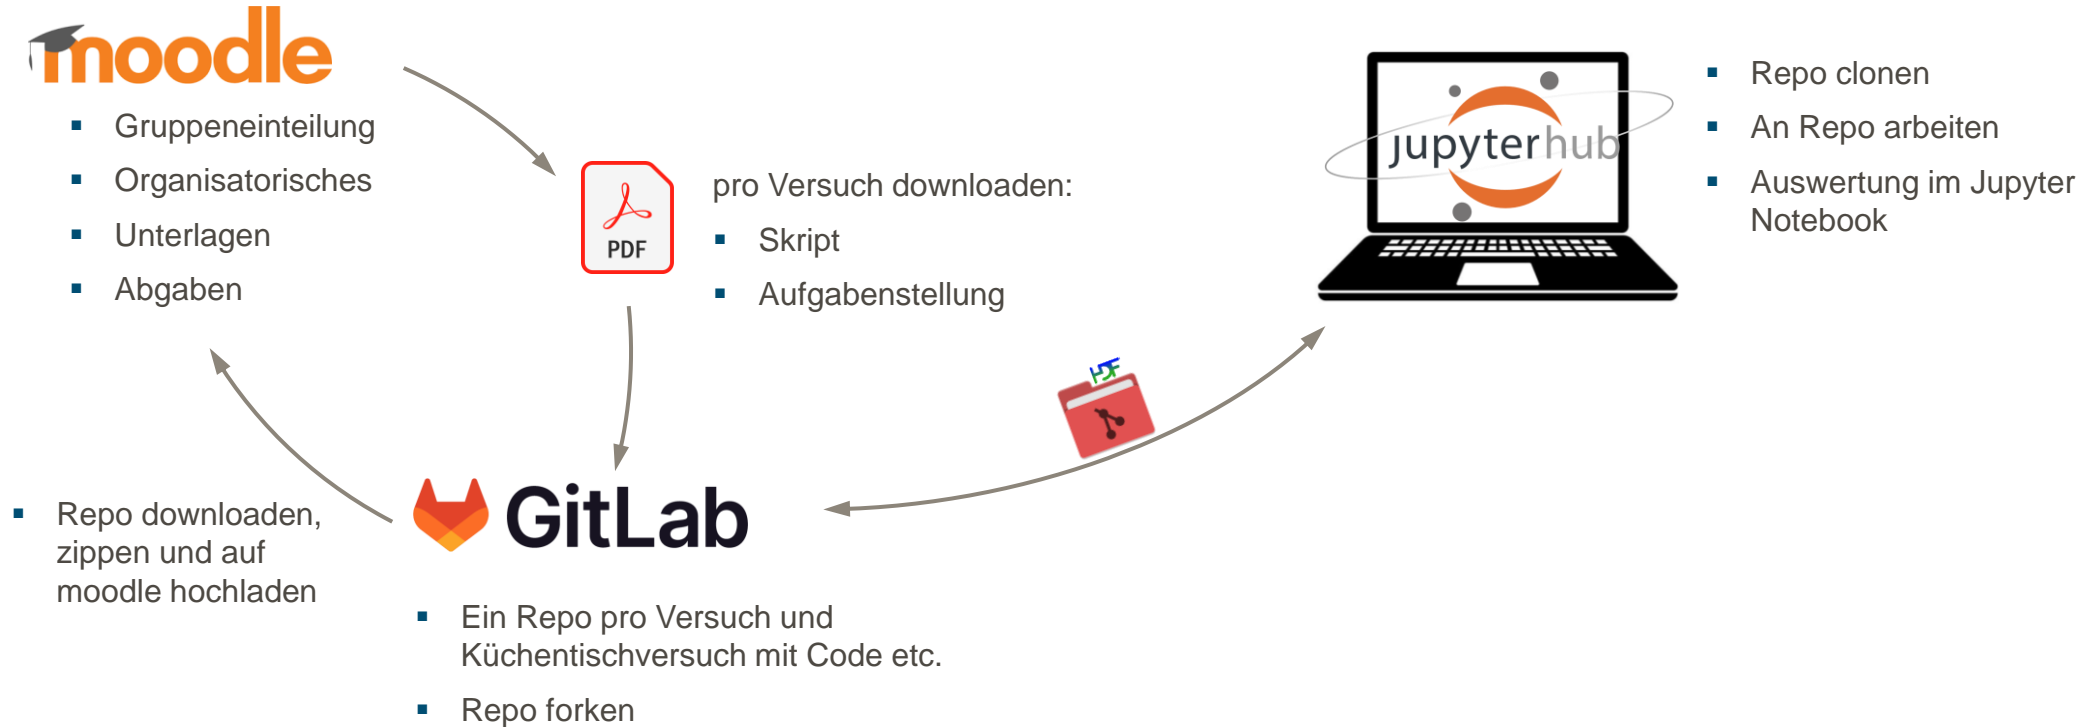 moodle
Gruppeneinteilung
Organisatorisches
Unterlagen
Abgaben
PDF
pro Versuch downloaden:
Skript
Aufgabenstellung
jupyterhub
Repo clonen
An Repo arbeiten
Auswertung im Jupyter
Notebook
HDF
Repo downloaden,
zippen und auf
moodle hochladen
GitLab
Ein Repo pro Versuch und
Küchentischversuch mit Code etc.
Repo forken